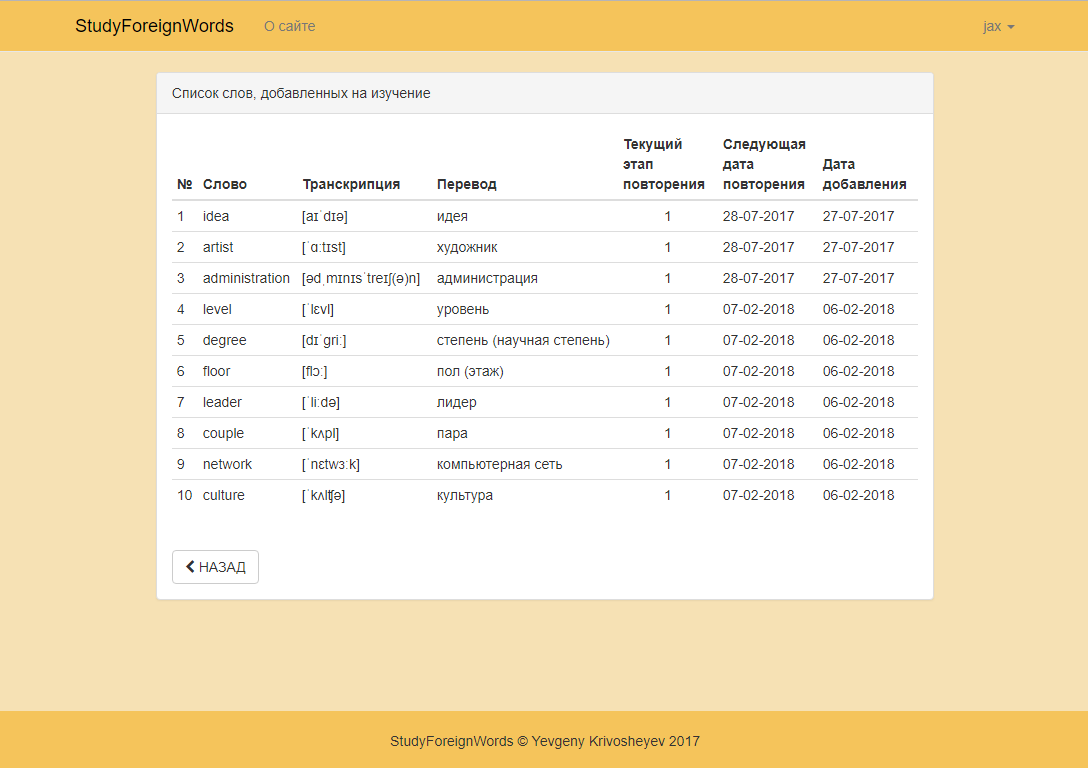 StudyForeignWords О сайте jax
Список слов, добавленных на изучение
№ Слово Транскрипция Перевод Текущий этап повторения Следующая дата повторения Дата добавления
1 idea [aɪˈdɪə] идея 1 28-07-2017 27-07-2017
2 artist [ˈɑːtɪst] художник 1 28-07-2017 27-07-2017
3 administration [ədˌmɪnɪsˈtreɪʃ(ə)n] администрация 1 28-07-2017 27-07-2017
4 level [ˈlɛvl] уровень 1 07-02-2018 06-02-2018
5 degree [dɪˈgriː] степень (научная степень) 1 07-02-2018 06-02-2018
6 floor [flɔː] пол (этаж) 1 07-02-2018 06-02-2018
7 leader [ˈliːdə] лидер 1 07-02-2018 06-02-2018
8 couple [ˈkʌpl] пара 1 07-02-2018 06-02-2018
9 network [ˈnɛtwɜːk] компьютерная сеть 1 07-02-2018 06-02-2018
10 culture [ˈkʌlʧə] культура 1 07-02-2018 06-02-2018
НАЗАД
StudyForeignWords © Yevgeny Krivosheyev 2017